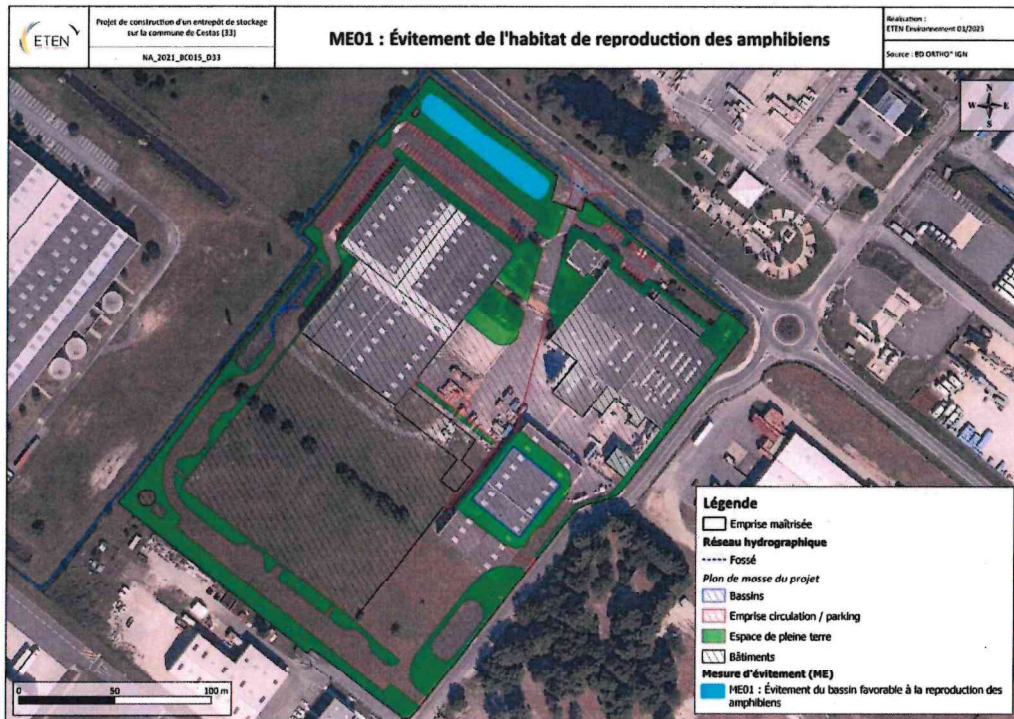 ETEN
Projet de construction d'un entrepôt de stockage
sur la commune de Cestas (33)
NA_2021_BC015_D33
ME01 : Évitement de l'habitat de reproduction des amphibiens
Réalisation :
ETEN Environnement 03/2023
Source : BD ORTHO® IGN
N
W E
S
Légende
Emprise maîtrisée
Réseau hydrographique
Fossé
Plan de masse du projet
Bassins
Emprise circulation / parking
Espace de pleine terre
Bâtiments
Mesure d'évitement (ME)
ME01 : Évitement du bassin favorable à la reproduction des
amphibiens
0 50 100 m